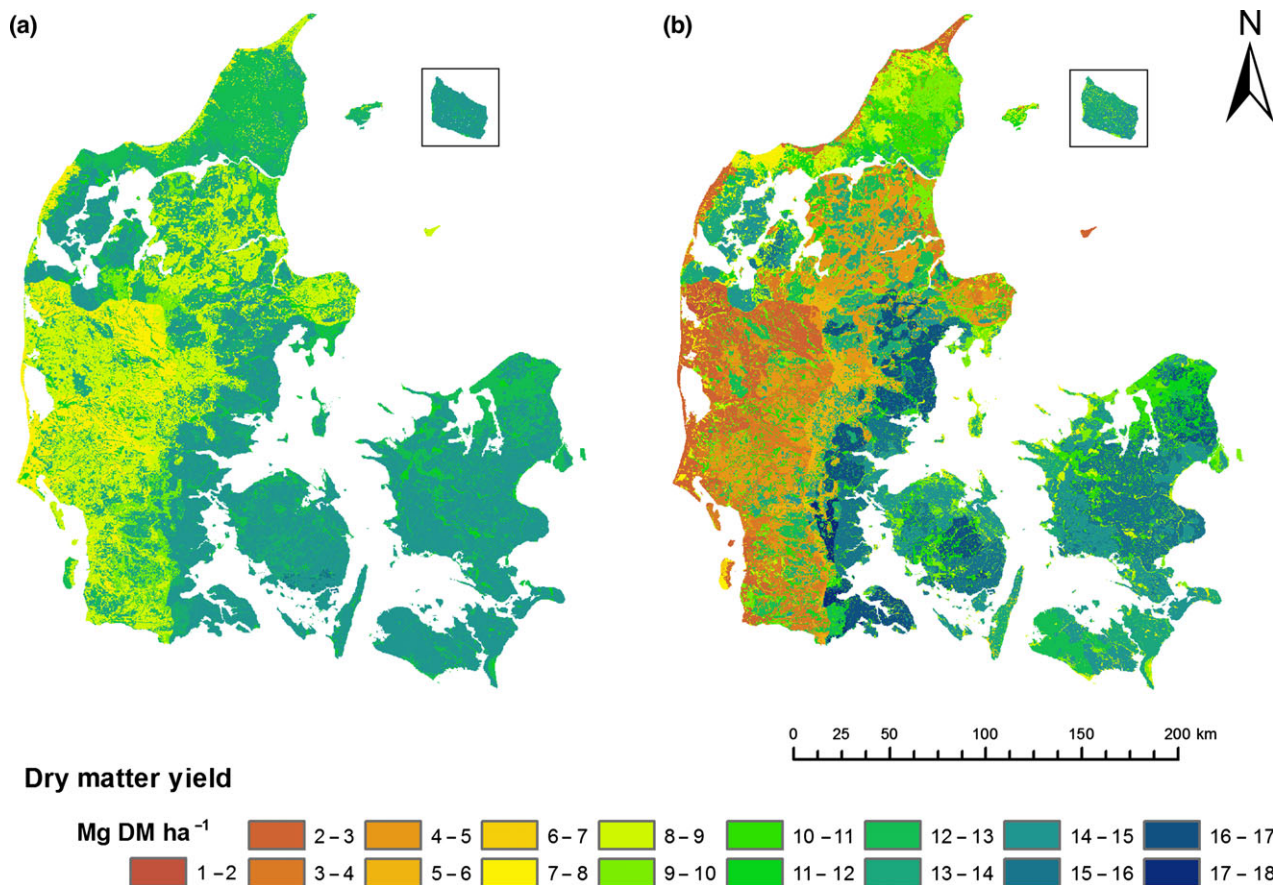 (a)
(b)
N
0 25 50 100 150 200 km
Dry matter yield
Mg DM ha⁻¹
2 – 3 4 – 5 6 – 7 8 – 9 10 – 11 12 – 13 14 – 15 16 – 17
1 – 2 3 – 4 5 – 6 7 – 8 9 – 10 11 – 12 13 – 14 15 – 16 17 – 18